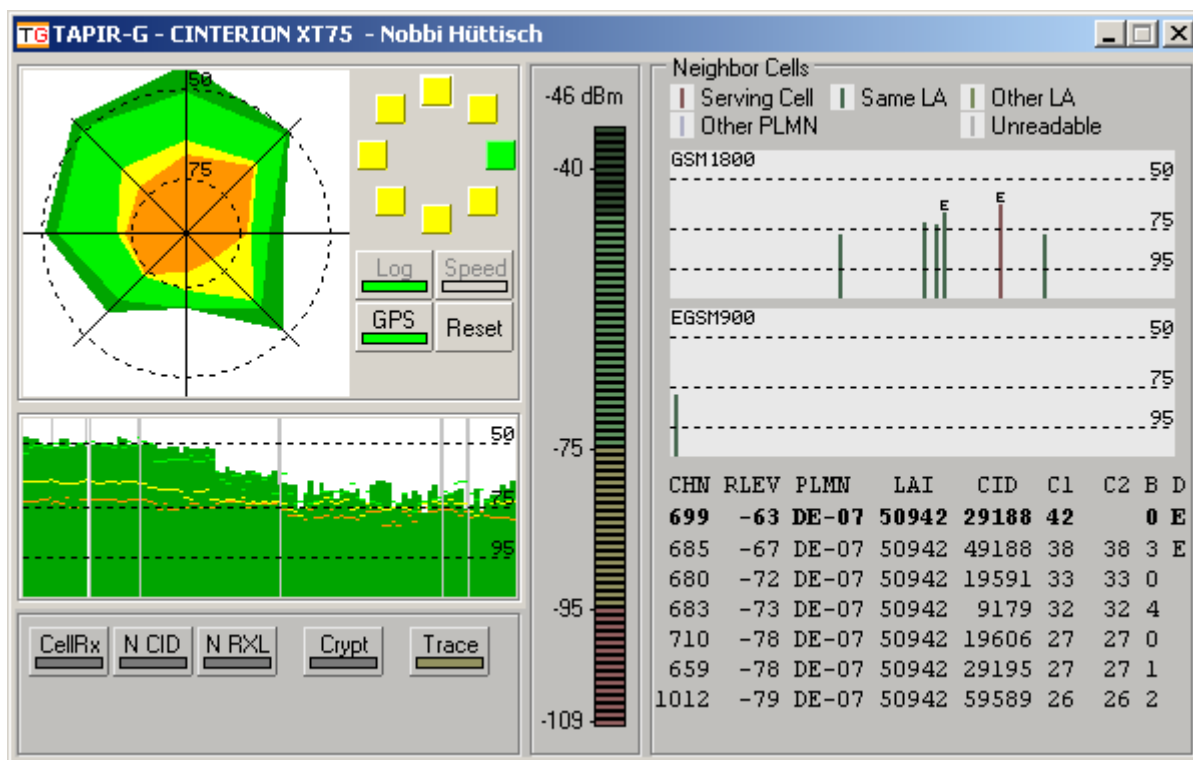 TG TAPIR-G - CINTERION XT75 - Nobbi Hüttisch
50
75
Log Speed
GPS Reset
50
75
95
CellRx N CID N RXL Crypt Trace
-46 dBm
-40
-75
-95
-109
Neighbor Cells
Serving Cell Same LA Other LA
Other PLMN Unreadable
GSM1800
50
E E
75
95
EGSM900
50
75
95
CHN RLEV PLMN LAI CID C1 C2 B D
699 -63 DE-07 50942 29188 42 0 E
685 -67 DE-07 50942 49188 38 38 3 E
680 -72 DE-07 50942 19591 33 33 0
683 -73 DE-07 50942 9179 32 32 4
710 -78 DE-07 50942 19606 27 27 0
659 -78 DE-07 50942 29195 27 27 1
1012 -79 DE-07 50942 59589 26 26 2